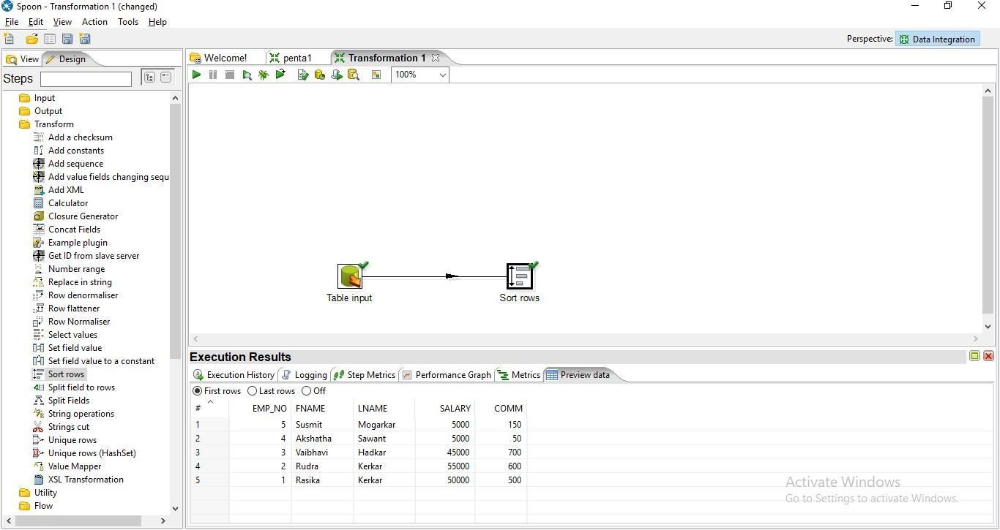 Spoon - Transformation 1 (changed)
File Edit View Action Tools Help
Perspective: Data Integration
View Design
Steps
Input
Output
Transform
Add a checksum
Add constants
Add sequence
Add value fields changing sequ
Add XML
Calculator
Closure Generator
Concat Fields
Example plugin
Get ID from slave server
Number range
Replace in string
Row denormaliser
Row flattener
Row Normaliser
Select values
Set field value
Set field value to a constant
Sort rows
Split field to rows
Split Fields
String operations
Strings cut
Unique rows
Unique rows (HashSet)
Value Mapper
XSL Transformation
Utility
Flow
Welcome! penta1 Transformation 1
100%
Table input Sort rows
Execution Results
Execution History Logging Step Metrics Performance Graph Metrics Preview data
First rows Last rows Off
# EMP_NO FNAME LNAME SALARY COMM
1 5 Susmit Mogarkar 5000 150
2 4 Akshatha Sawant 5000 50
3 3 Vaibhavi Hadkar 45000 700
4 2 Rudra Kerkar 55000 600
5 1 Rasika Kerkar 50000 500
Activate Windows
Go to Settings to activate Windows.